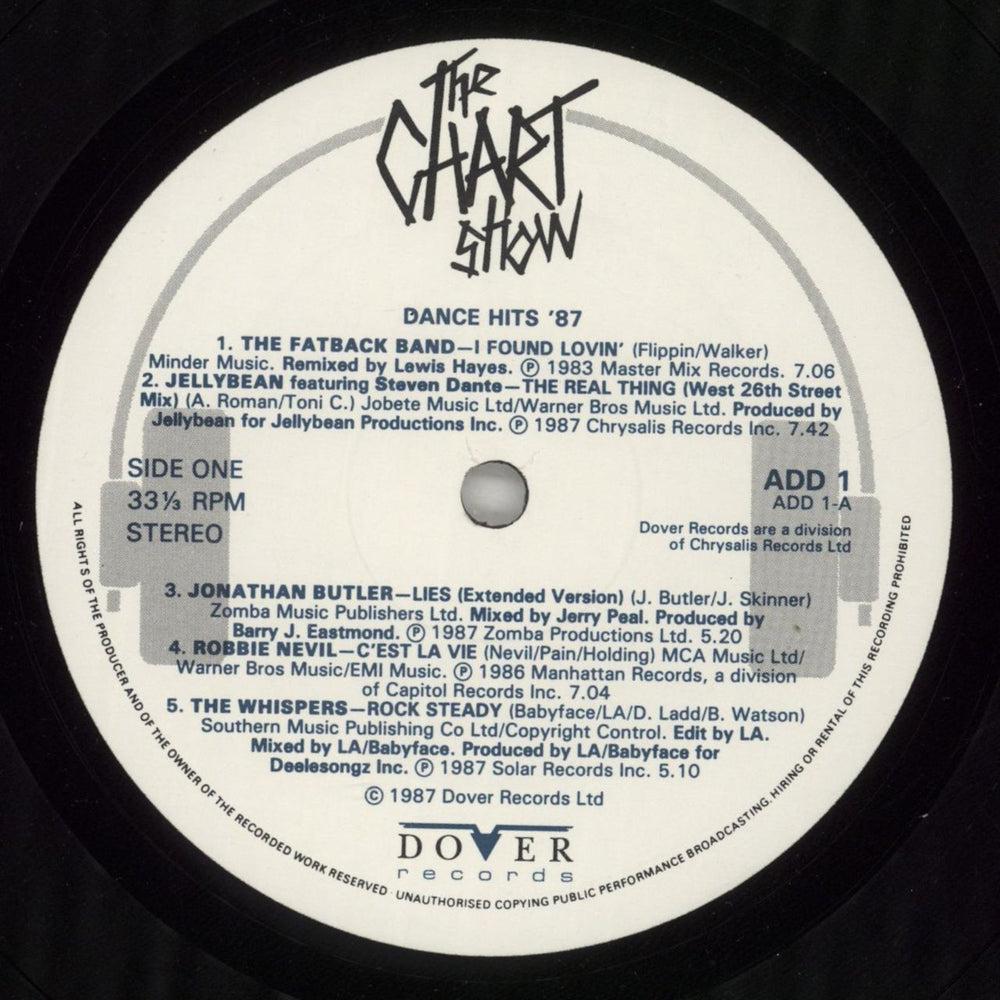 The
CHART
SHOW
DANCE HITS '87
1. THE FATBACK BAND—I FOUND LOVIN' (Flippin/Walker)
Minder Music. Remixed by Lewis Hayes. ℗ 1983 Master Mix Records. 7.06
2. JELLYBEAN featuring Steven Dante—THE REAL THING (West 26th Street
Mix) (A. Roman/Toni C.) Jobete Music Ltd/Warner Bros Music Ltd. Produced by
Jellybean for Jellybean Productions Inc. ℗ 1987 Chrysalis Records Inc. 7.42
SIDE ONE
33⅓ RPM
STEREO
ADD 1
ADD 1-A
Dover Records are a division
of Chrysalis Records Ltd
3. JONATHAN BUTLER—LIES (Extended Version) (J. Butler/J. Skinner)
Zomba Music Publishers Ltd. Mixed by Jerry Peal. Produced by
Barry J. Eastmond. ℗ 1987 Zomba Productions Ltd. 5.20
4. ROBBIE NEVIL—C'EST LA VIE (Nevil/Pain/Holding) MCA Music Ltd/
Warner Bros Music/EMI Music. ℗ 1986 Manhattan Records, a division
of Capitol Records Inc. 7.04
5. THE WHISPERS—ROCK STEADY (Babyface/LA/D. Ladd/B. Watson)
Southern Music Publishing Co Ltd/Copyright Control. Edit by LA.
Mixed by LA/Babyface. Produced by LA/Babyface for
Deelesongz Inc. ℗ 1987 Solar Records Inc. 5.10
© 1987 Dover Records Ltd
DOVER
records
ALL RIGHTS OF THE PRODUCER AND OF THE OWNER OF THE RECORDED WORK RESERVED · UNAUTHORISED COPYING PUBLIC PERFORMANCE BROADCASTING, HIRING OR RENTAL OF THIS RECORDING PROHIBITED